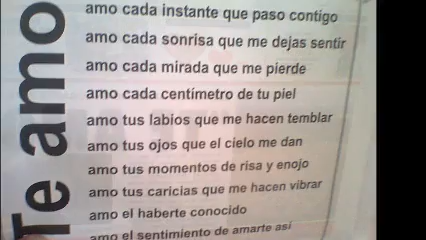 Te amo
amo cada instante que paso contigo
amo cada sonrisa que me dejas sentir
amo cada mirada que me pierde
amo cada centímetro de tu piel
amo tus labios que me hacen temblar
amo tus ojos que el cielo me dan
amo tus momentos de risa y enojo
amo tus caricias que me hacen vibrar
amo el haberte conocido
amo el sentimiento de amarte así